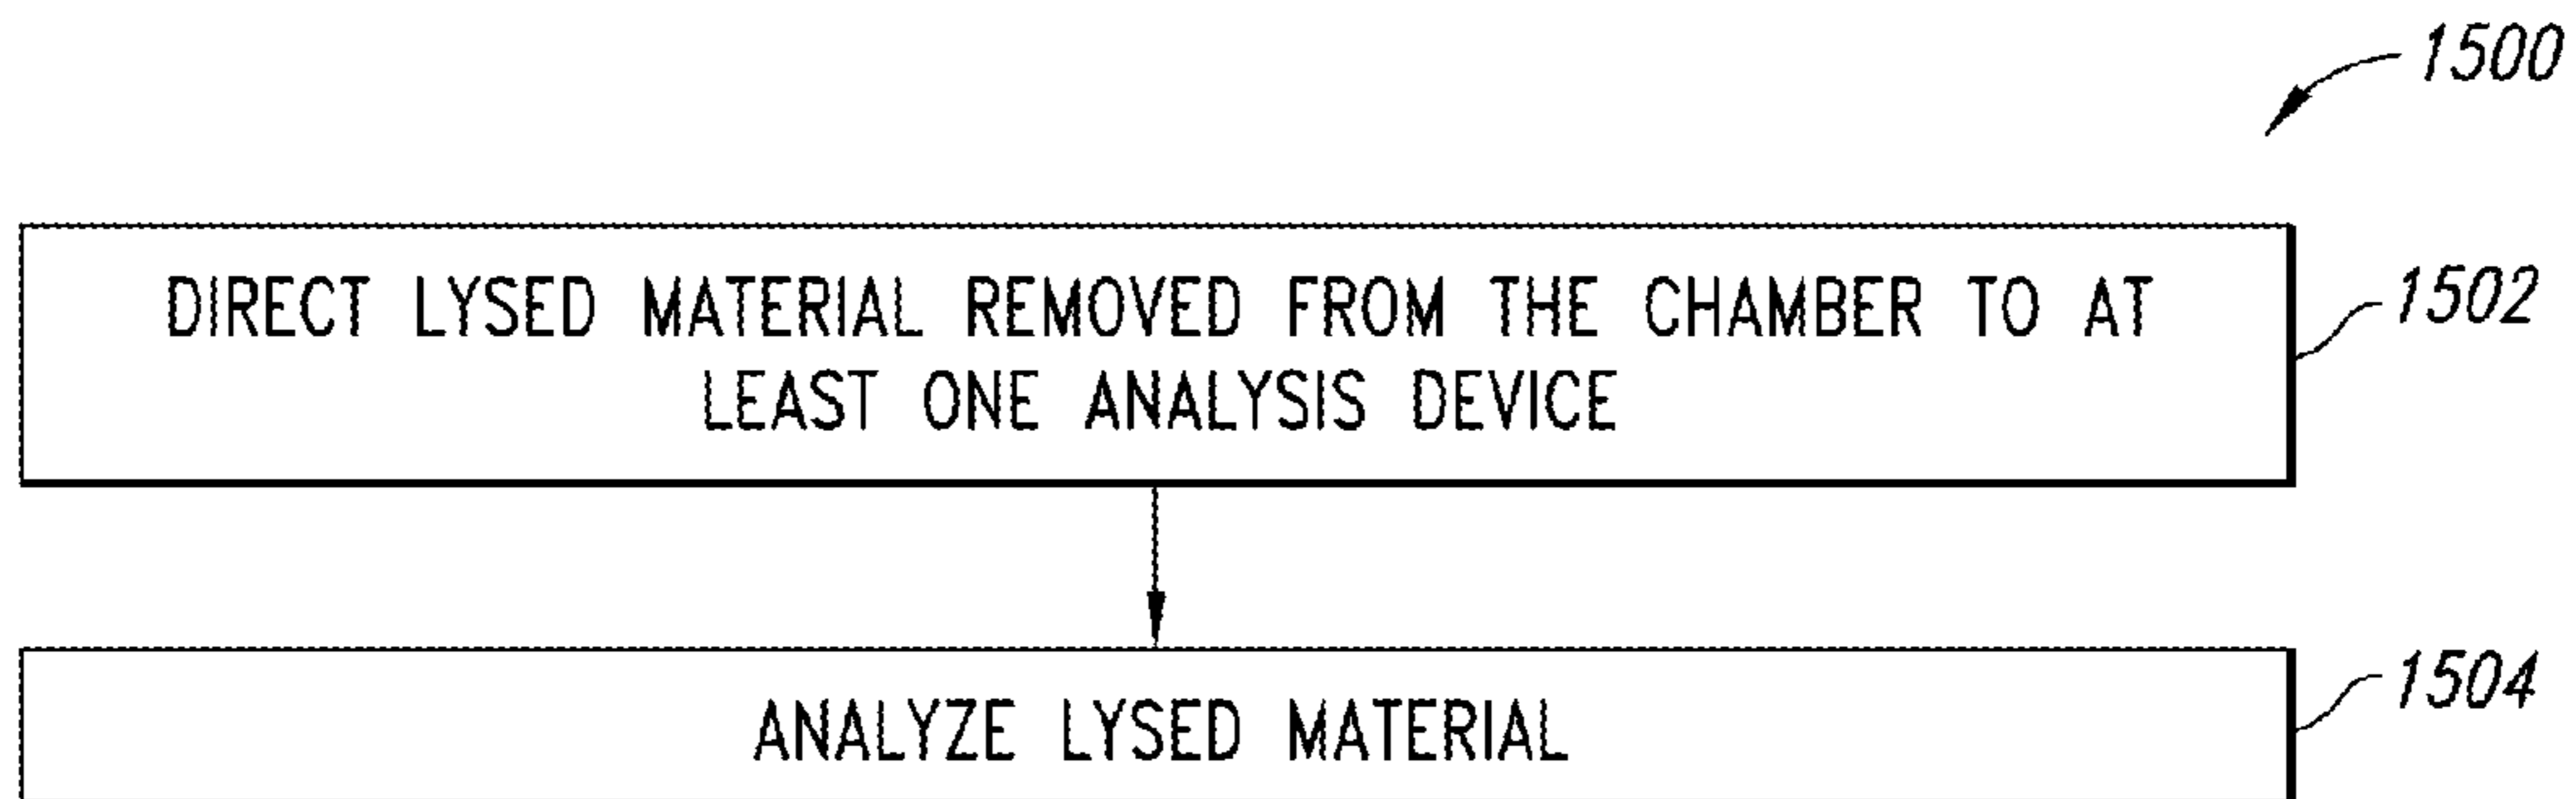 1500
DIRECT LYSED MATERIAL REMOVED FROM THE CHAMBER TO AT
LEAST ONE ANALYSIS DEVICE
1502
ANALYZE LYSED MATERIAL
1504